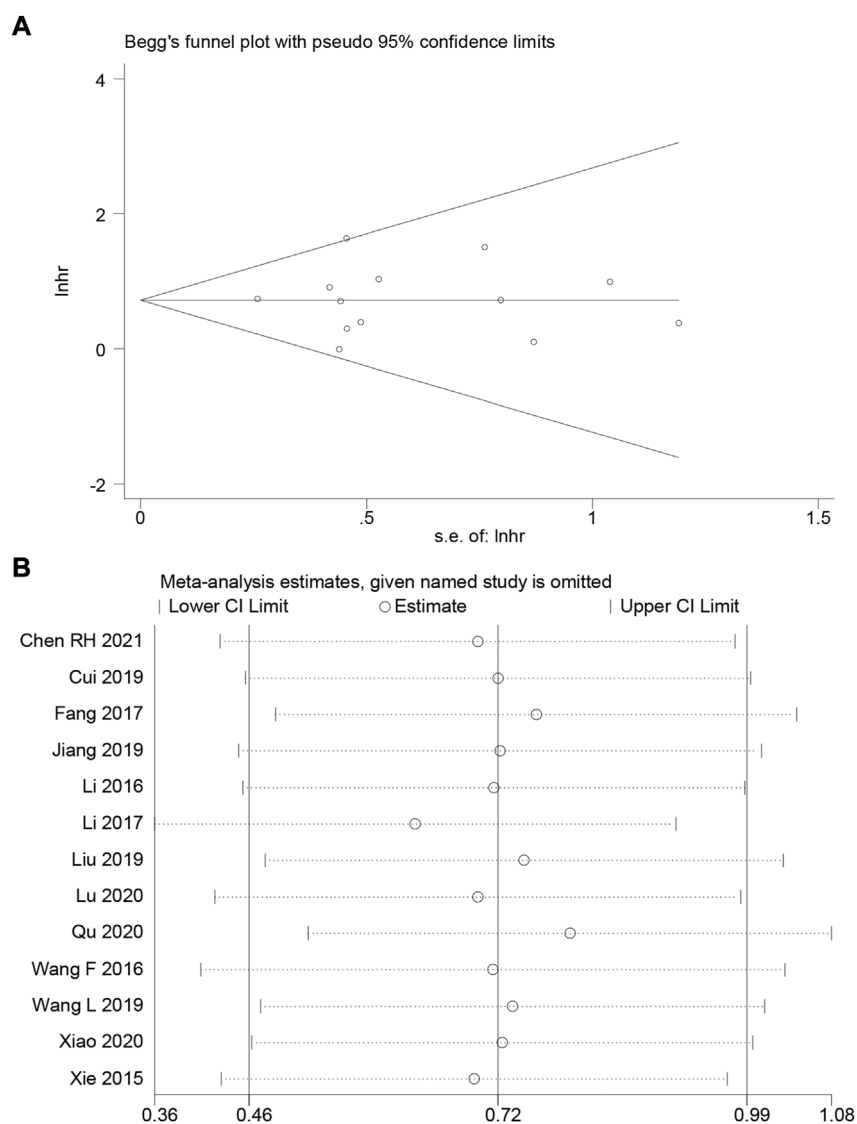 A
Begg's funnel plot with pseudo 95% confidence limits
4
2
0
-2
lnhr
0 .5 1 1.5
s.e. of: lnhr
B
Meta-analysis estimates, given named study is omitted
Lower CI Limit Estimate Upper CI Limit
Chen RH 2021
Cui 2019
Fang 2017
Jiang 2019
Li 2016
Li 2017
Liu 2019
Lu 2020
Qu 2020
Wang F 2016
Wang L 2019
Xiao 2020
Xie 2015
0.36 0.46 0.72 0.99 1.08